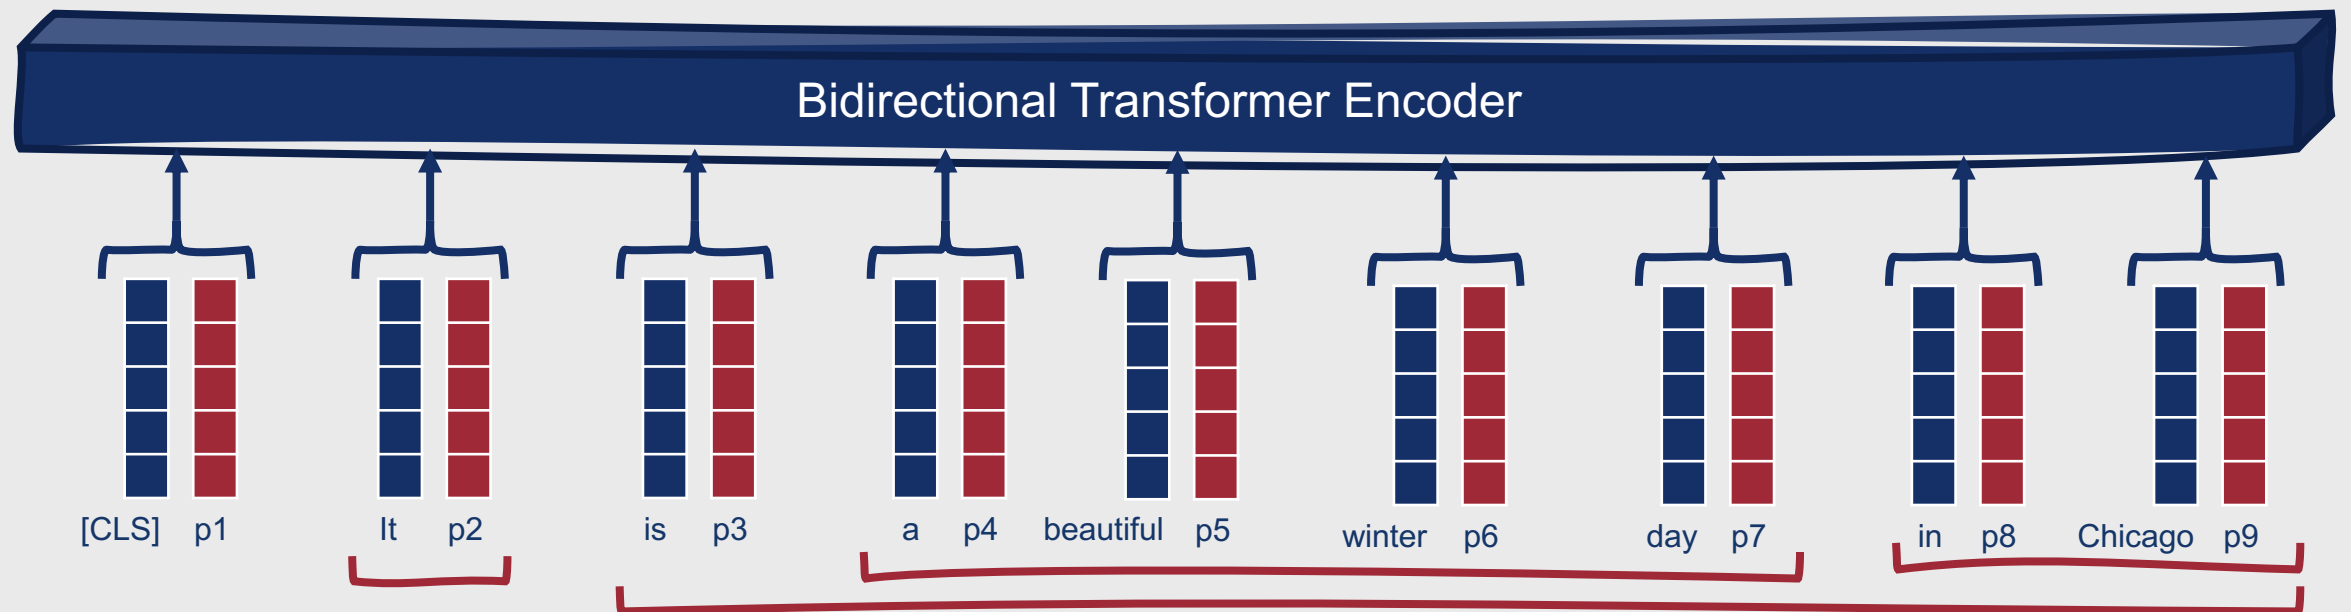 Bidirectional Transformer Encoder
[CLS] p1 It p2 is p3 a p4 beautiful p5 winter p6 day p7 in p8 Chicago p9